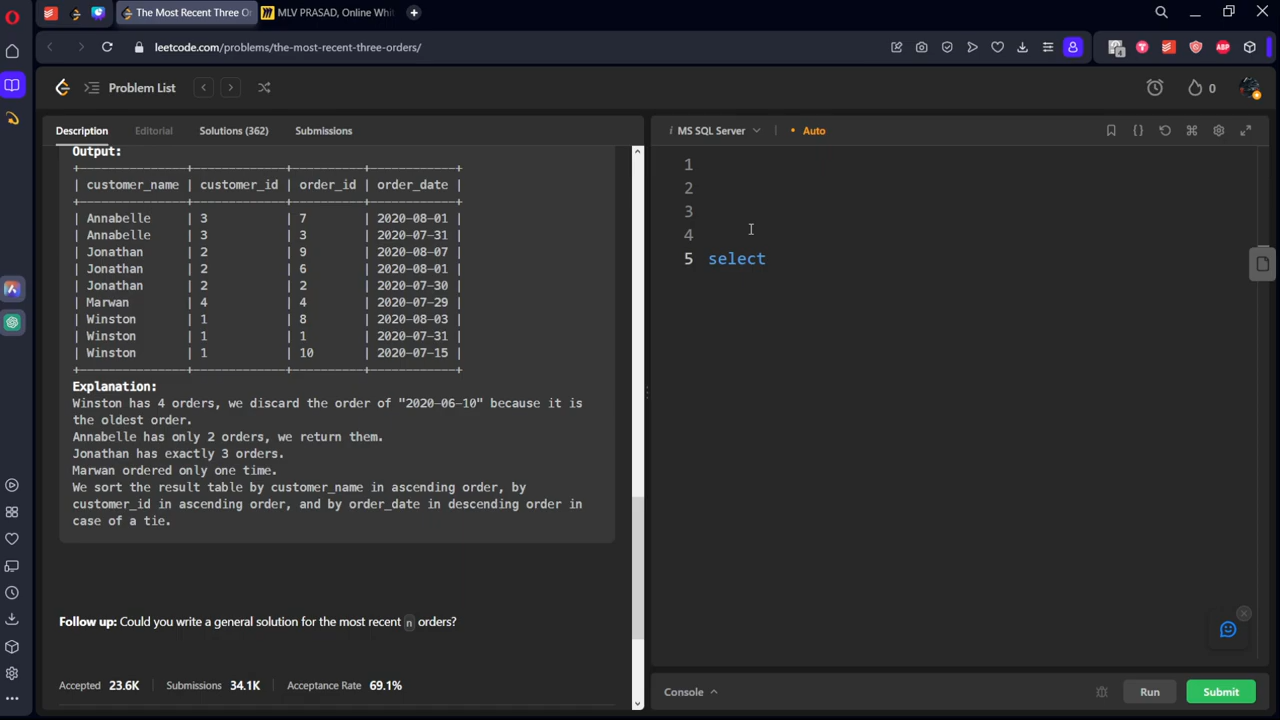 The Most Recent Three O
MLV PRASAD, Online Whi
leetcode.com/problems/the-most-recent-three-orders/
ABP
Problem List
0
Description
Editorial
Solutions (362)
Submissions
i MS SQL Server
• Auto
Output:
+---------------+-------------+----------+------------+
| customer_name | customer_id | order_id | order_date |
+---------------+-------------+----------+------------+
| Annabelle | 3 | 7 | 2020-08-01 |
| Annabelle | 3 | 3 | 2020-07-31 |
| Jonathan | 2 | 9 | 2020-08-07 |
| Jonathan | 2 | 6 | 2020-08-01 |
| Jonathan | 2 | 2 | 2020-07-30 |
| Marwan | 4 | 4 | 2020-07-29 |
| Winston | 1 | 8 | 2020-08-03 |
| Winston | 1 | 1 | 2020-07-31 |
| Winston | 1 | 10 | 2020-07-15 |
+---------------+-------------+----------+------------+
Explanation:
Winston has 4 orders, we discard the order of "2020-06-10" because it is
the oldest order.
Annabelle has only 2 orders, we return them.
Jonathan has exactly 3 orders.
Marwan ordered only one time.
We sort the result table by customer_name in ascending order, by
customer_id in ascending order, and by order_date in descending order in
case of a tie.
Follow up: Could you write a general solution for the most recent n orders?
Accepted 23.6K | Submissions 34.1K | Acceptance Rate 69.1%
1
2
3
4
5 select
Console
Run
Submit